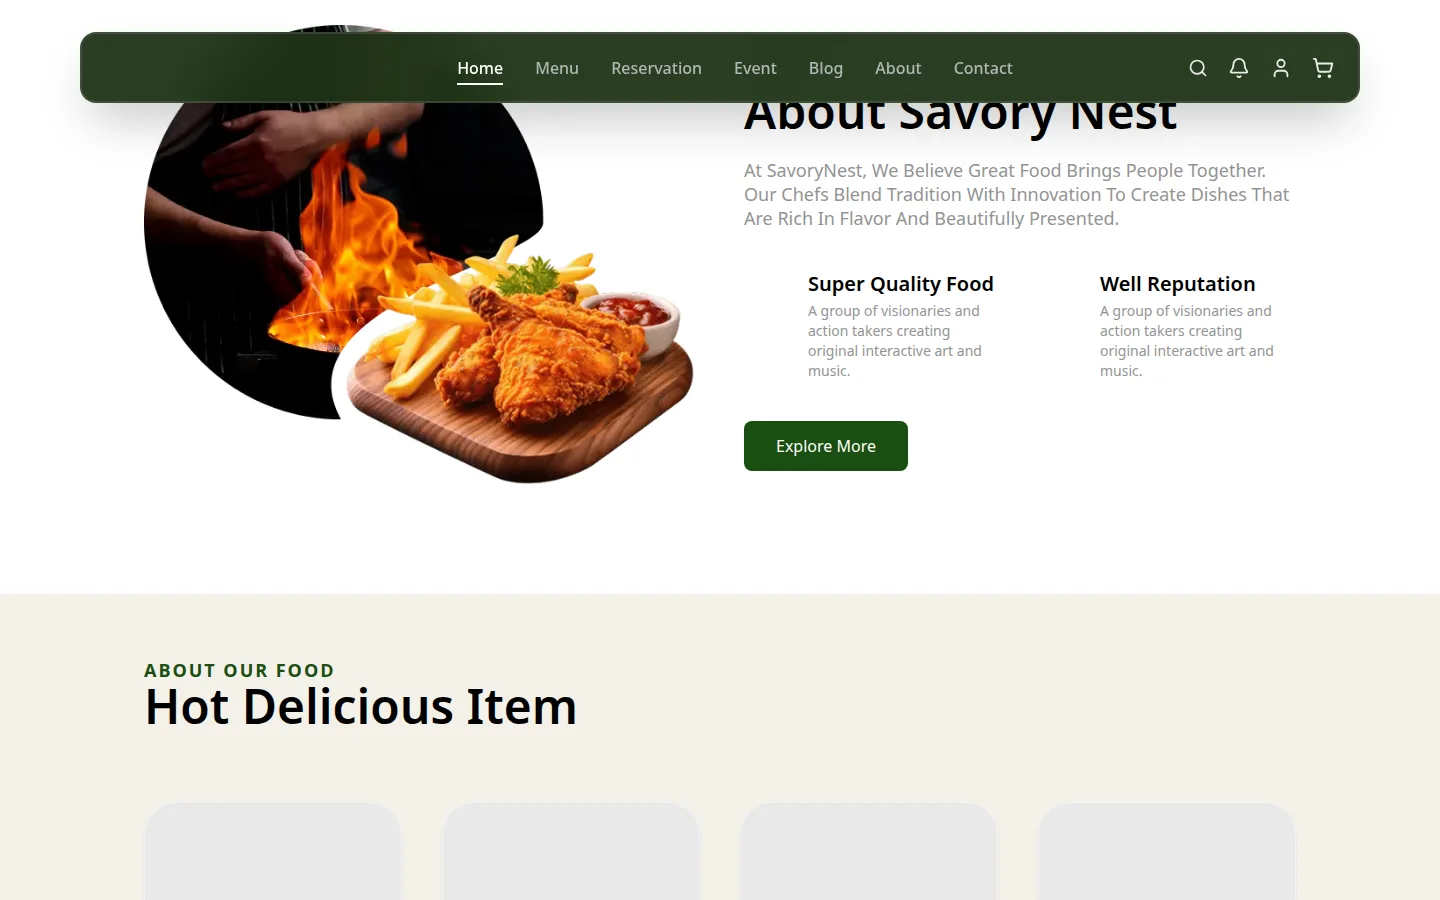 Home Menu Reservation Event Blog About Contact
About Savory Nest
At SavoryNest, We Believe Great Food Brings People Together.
Our Chefs Blend Tradition With Innovation To Create Dishes That
Are Rich In Flavor And Beautifully Presented.
Super Quality Food
A group of visionaries and
action takers creating
original interactive art and
music.
Well Reputation
A group of visionaries and
action takers creating
original interactive art and
music.
Explore More
ABOUT OUR FOOD
Hot Delicious Item